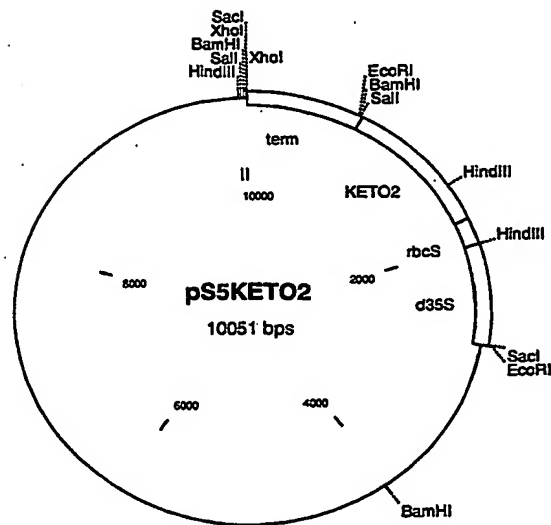 SacI
XhoI
BamHI
SalI
HindIII
XhoI
EcoRI
BamHI
SalI
term
II
10000
KETO2
HindIII
HindIII
rbcS
8000
2000
pS5KETO2
d35S
10051 bps
SacI
EcoRI
6000
4000
BamHI